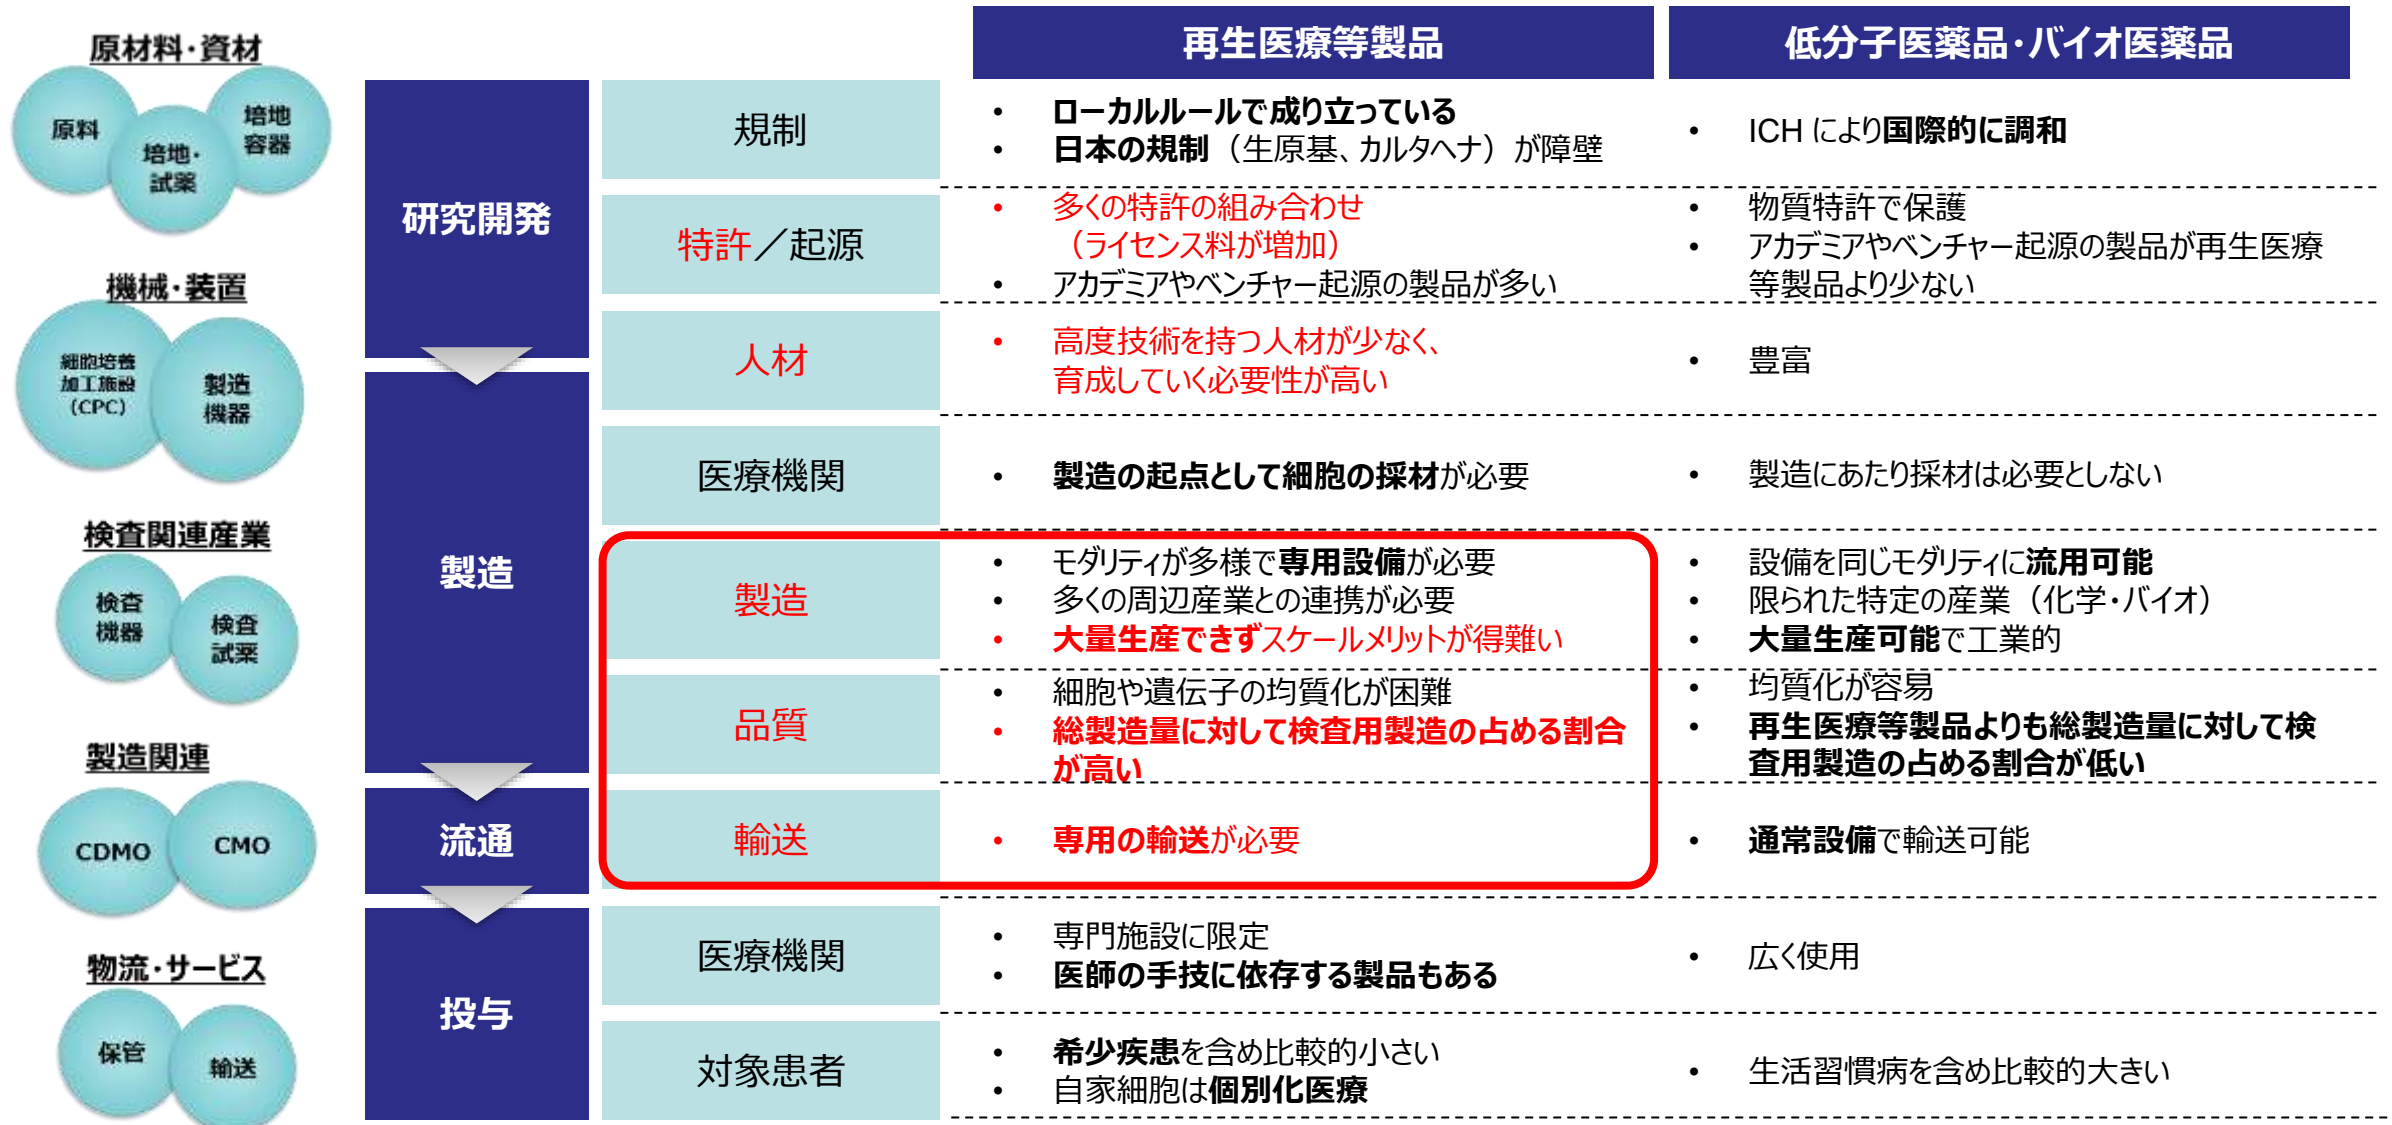 原材料・資材
原料
培地・
試薬
培地
容器
機械・装置
細胞培養
加工施設
(CPC)
製造
機器
検査関連産業
検査
機器
検査
試薬
製造関連
CDMO
CMO
物流・サービス
保管
輸送
研究開発
製造
流通
投与
再生医療等製品
低分子医薬品・バイオ医薬品
規制
• ローカルルールで成り立っている
• 日本の規制（生原基、カルタヘナ）が障壁
• ICH により国際的に調和
特許／起源
• 多くの特許の組み合わせ
（ライセンス料が増加）
• アカデミアやベンチャー起源の製品が多い
• 物質特許で保護
• アカデミアやベンチャー起源の製品が再生医療
等製品より少ない
人材
• 高度技術を持つ人材が少なく、
育成していく必要性が高い
• 豊富
医療機関
• 製造の起点として細胞の採材が必要
• 製造にあたり採材は必要としない
製造
• モダリティが多様で専用設備が必要
• 多くの周辺産業との連携が必要
• 大量生産できずスケールメリットが得難い
• 設備を同じモダリティに流用可能
• 限られた特定の産業（化学・バイオ）
• 大量生産可能で工業的
品質
• 細胞や遺伝子の均質化が困難
• 総製造量に対して検査用製造の占める割合
が高い
• 均質化が容易
• 再生医療等製品よりも総製造量に対して検
査用製造の占める割合が低い
輸送
• 専用の輸送が必要
• 通常設備で輸送可能
医療機関
• 専門施設に限定
• 医師の手技に依存する製品もある
• 広く使用
対象患者
• 希少疾患を含め比較的小さい
• 自家細胞は個別化医療
• 生活習慣病を含め比較的大きい